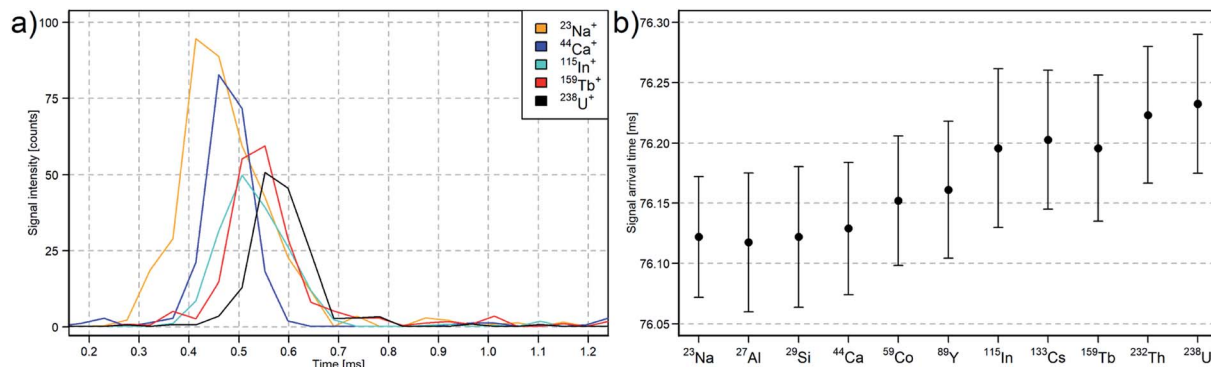 a)
Signal intensity [counts]
100
75
50
25
0
0.2 0.3 0.4 0.5 0.6 0.7 0.8 0.9 1.0 1.1 1.2
Time [ms]
²³Na⁺
⁴⁴Ca⁺
¹¹⁵In⁺
¹⁵⁹Tb⁺
²³⁸U⁺
b)
Signal arrival time [ms]
76.30
76.25
76.20
76.15
76.10
76.05
²³Na ²⁷Al ²⁹Si ⁴⁴Ca ⁵⁹Co ⁸⁹Y ¹¹⁵In ¹³³Cs ¹⁵⁹Tb ²³²Th ²³⁸U